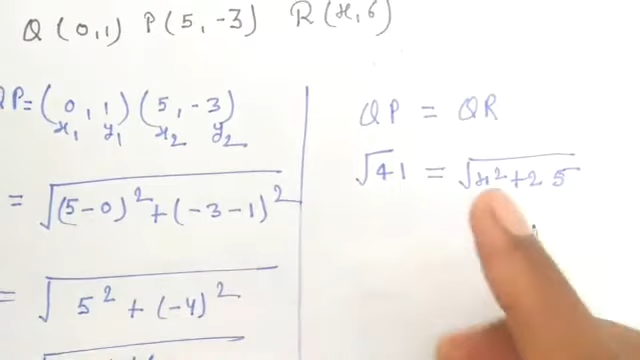 Q (0,1) P(5,-3) R(x,6)
QP= (0,1) (5,-3)
x₁ y₁ x₂ y₂
= √(5-0)²+(-3-1)²
= √5²+(-4)²
QP = QR
√41 = √x²+25